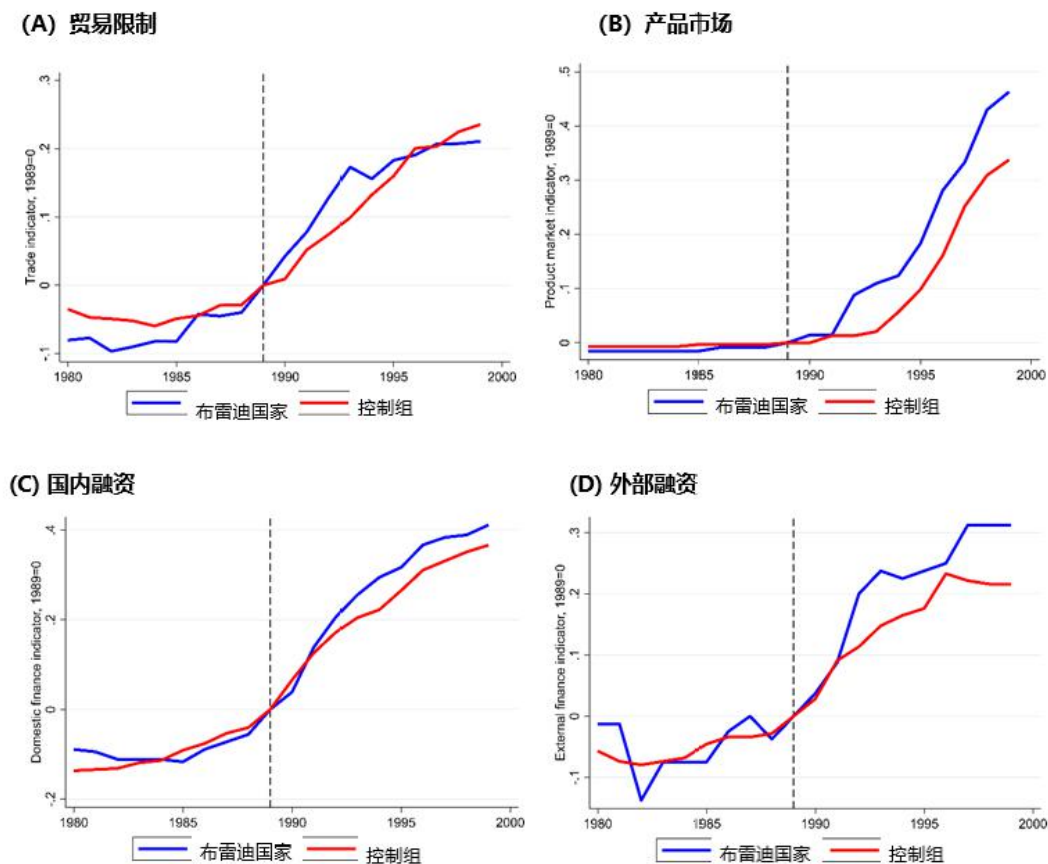 (A) 贸易限制
(B) 产品市场
Trade indicator, 1989=0
.3
.2
.1
0
-.1
1980 1985 1990 1995 2000
布雷迪国家 控制组
Product market indicator, 1989=0
.5
.4
.3
.2
.1
0
1980 1985 1990 1995 2000
布雷迪国家 控制组
(C) 国内融资
(D) 外部融资
Domestic finance indicator, 1989=0
.4
.2
0
-.2
1980 1985 1990 1995 2000
布雷迪国家 控制组
External finance indicator, 1989=0
.3
.2
.1
0
-.1
1980 1985 1990 1995 2000
布雷迪国家 控制组